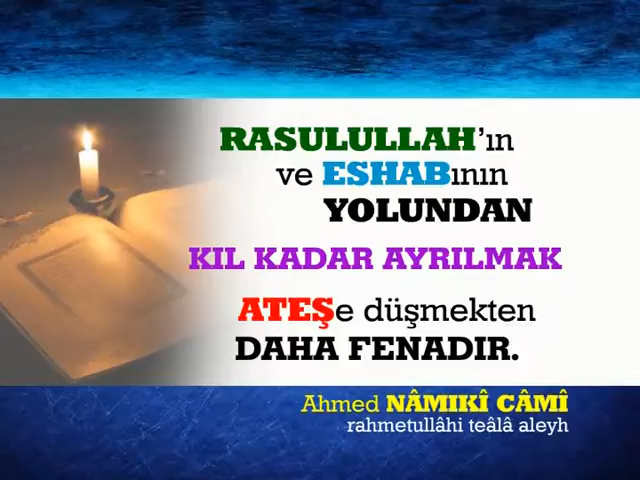 RASULULLAH’ın
ve ESHABının
YOLUNDAN
KIL KADAR AYRILMAK
ATEŞe düşmekten
DAHA FENADIR.
Ahmed NÂMIKÎ CÂMÎ
rahmetullâhi teâlâ aleyh